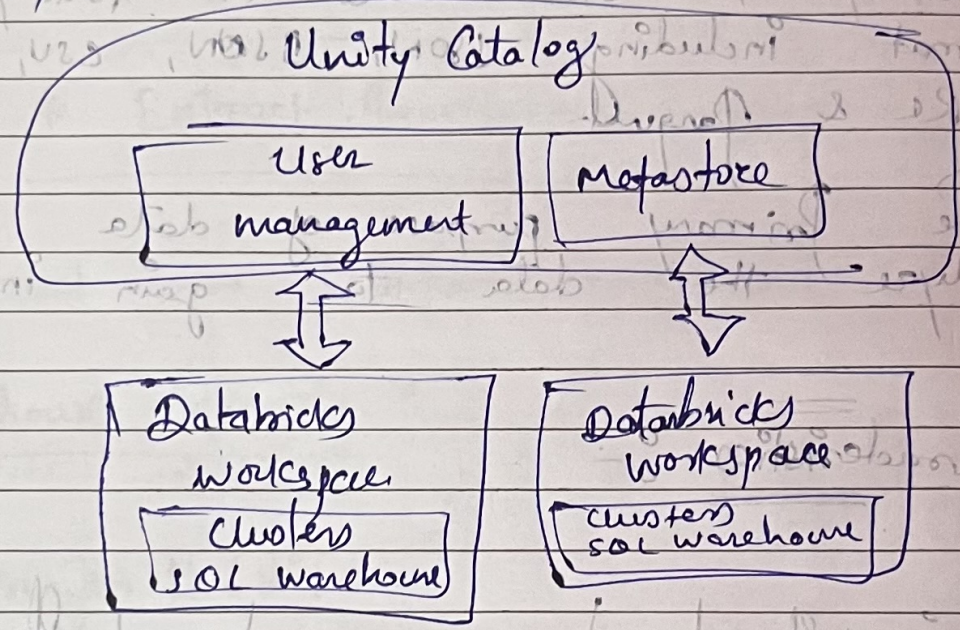 Unity Catalog
User
management
Metastore
Databricks
workspace
Clusters
SQL warehouse
Databricks
workspace
clusters
SQL warehouse